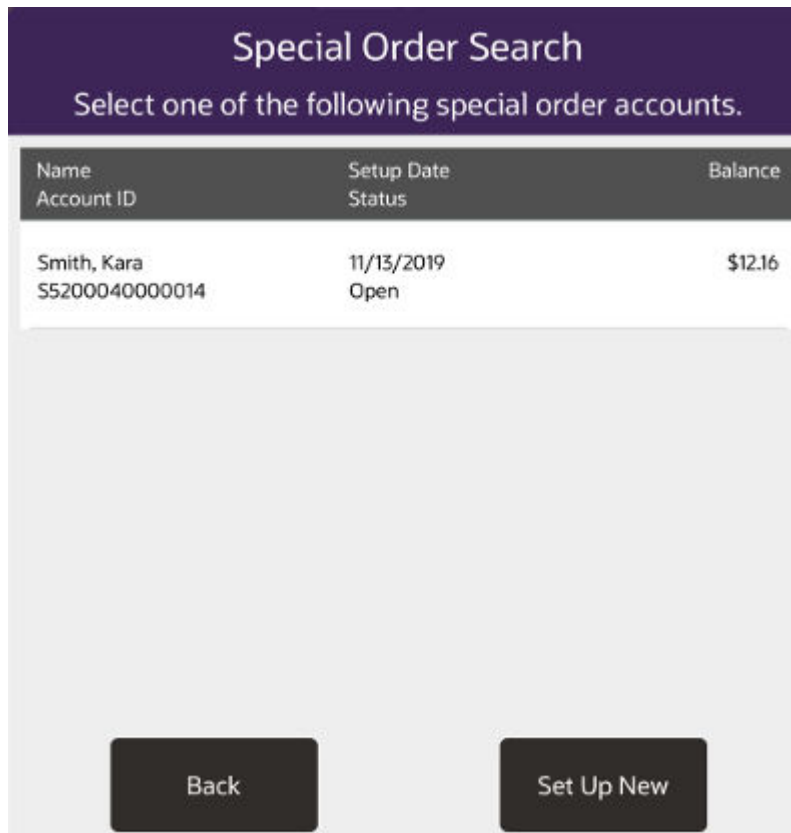 Special Order Search
Select one of the following special order accounts.
Name Setup Date Balance
Account ID Status
Smith, Kara 11/13/2019 $12.16
S5200040000014 Open
Back Set Up New